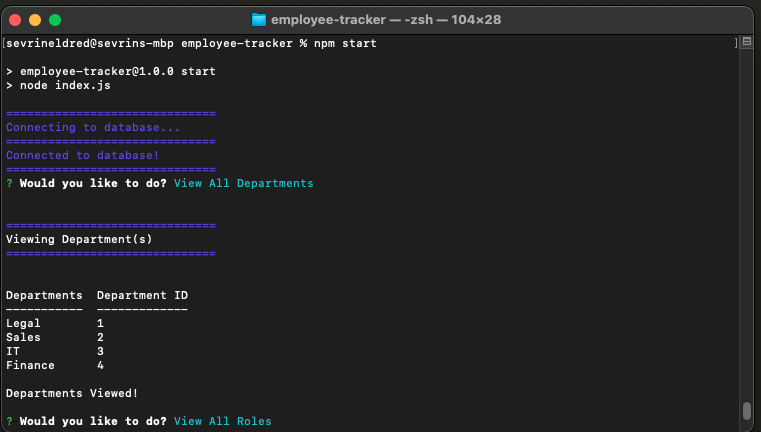 employee-tracker — -zsh — 104×28
[sevrineldred@sevrins-mbp employee-tracker % npm start ]
> employee-tracker@1.0.0 start
> node index.js
==============================
Connecting to database...
==============================
Connected to database!
==============================
? Would you like to do? View All Departments
==============================
Viewing Department(s)
==============================
Departments  Department ID
-----------  -------------
Legal        1
Sales        2
IT           3
Finance      4
Departments Viewed!
? Would you like to do? View All Roles